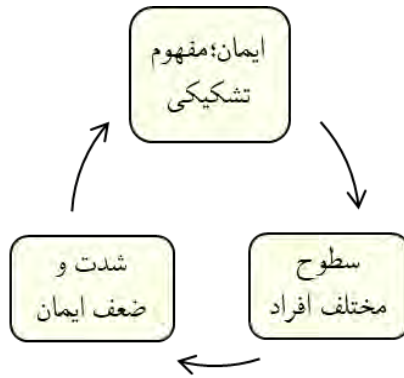 ایمان؛مفهوم
تشکیکی
سطوح
مختلف افراد
شدت و
ضعف ایمان